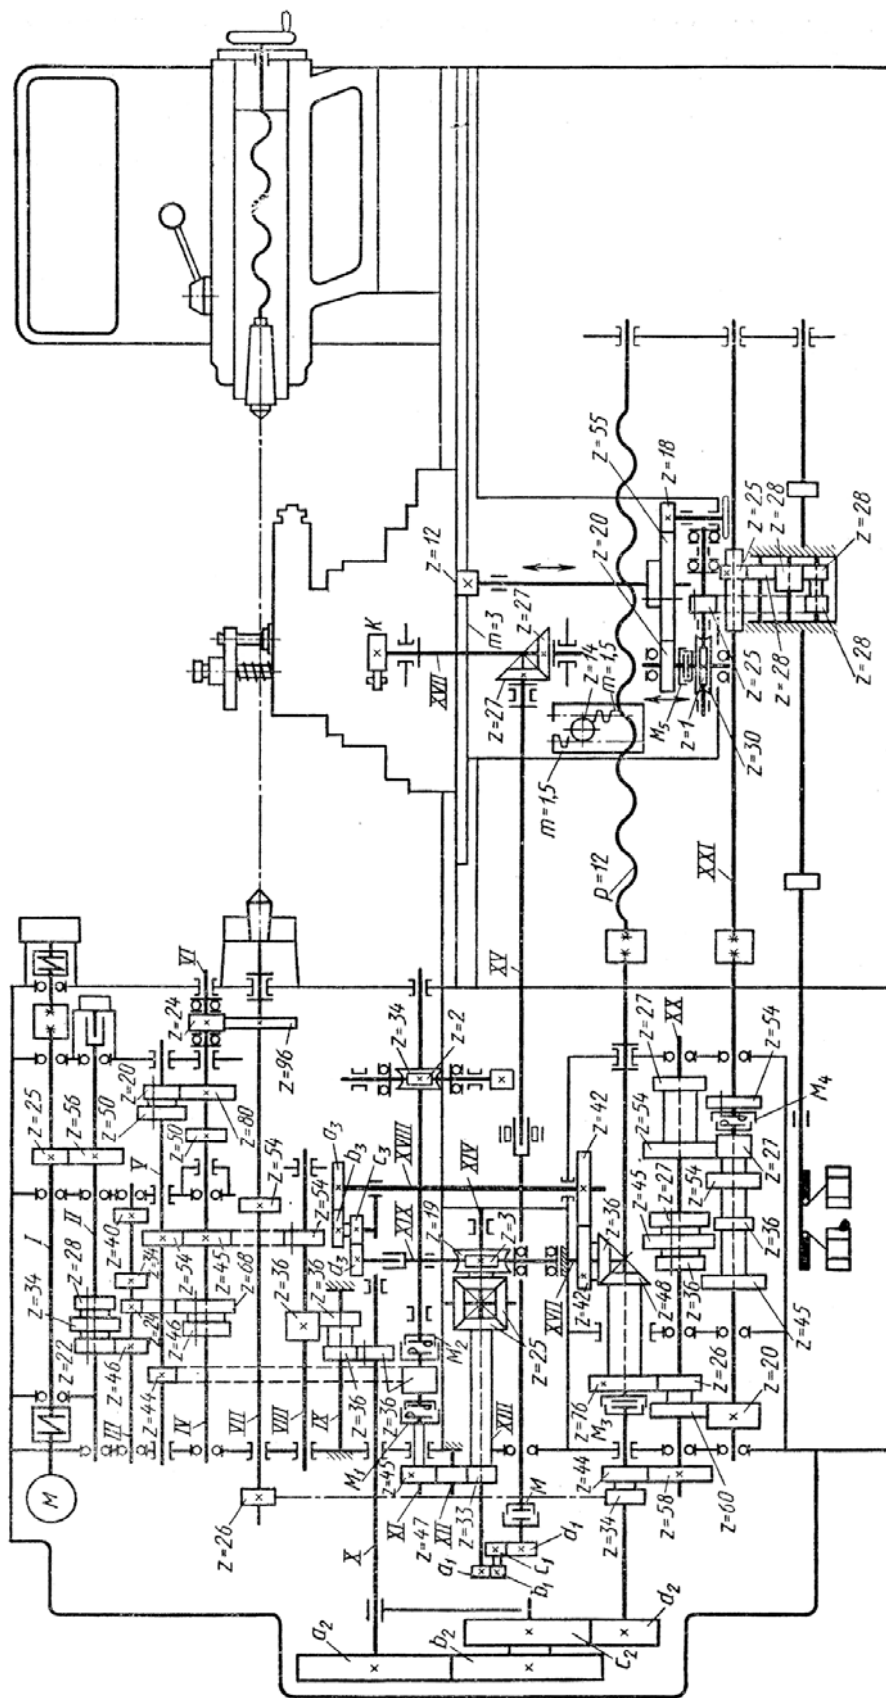 M
z=34
I
z=25
z=22
z=28
II
z=56
z=46
z=24
z=34
z=40
z=50
z=20
z=24
VI
III
z=44
z=46
z=54
z=45
z=68
V
z=50
z=80
z=96
IV
z=26
VII
z=54
VIII
z=36
z=36
z=54
a₃
b₃
c₃
IX
z=36
z=36
a₃
XVIII
z=34
z=2
X
M₁
z=45
XI
M₂
XIX
z=19
XIV
z=3
z=47
XII
z=33
XIII
z=25
a₂
b₂
c₂
d₂
a₁
b₁
c₁
d₁
M
XV
z=42
XVII
z=42
z=36
z=48
z=76
M₃
z=44
z=34
z=58
z=60
z=26
z=20
z=36
z=45
z=27
z=54
z=54
z=27
XX
z=45
z=36
z=27
z=54
M₄
K
XVII
z=27
z=27
m=3
z=12
m=1,5
z=14
m=1,5
p=12
M₅
z=20
z=55
z=18
z=1
z=30
z=25
z=28
z=25
z=28
z=28
z=28
XXI